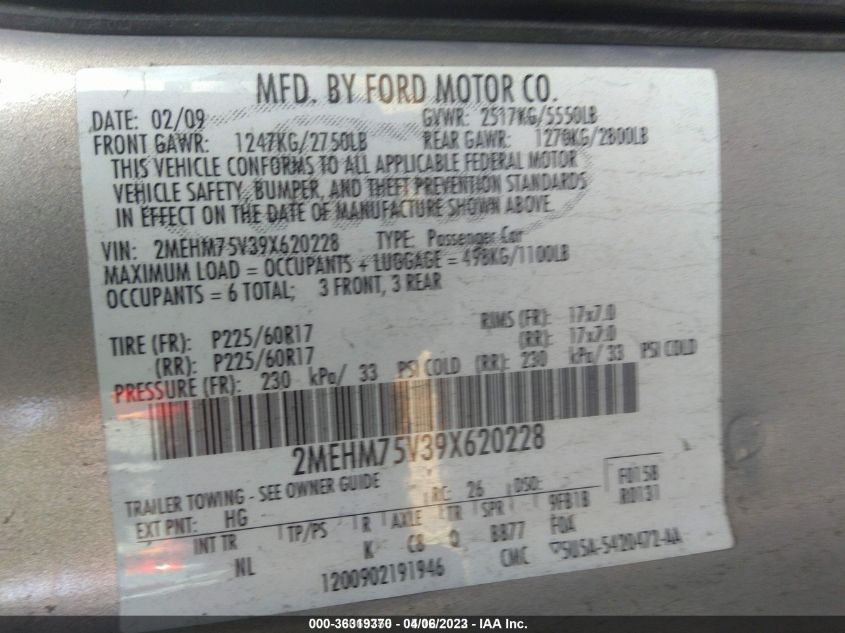 MFD. BY FORD MOTOR CO.
DATE: 02/09 GVWR: 2517KG/5550LB
FRONT GAWR: 1247KG/2750LB REAR GAWR: 1270KG/2800LB
THIS VEHICLE CONFORMS TO ALL APPLICABLE FEDERAL MOTOR
VEHICLE SAFETY, BUMPER, AND THEFT PREVENTION STANDARDS
IN EFFECT ON THE DATE OF MANUFACTURE SHOWN ABOVE.
VIN: 2MEHM75V39X620228 TYPE: Passenger Car
MAXIMUM LOAD = OCCUPANTS + LUGGAGE = 498KG/1100LB
OCCUPANTS = 6 TOTAL; 3 FRONT, 3 REAR
TIRE (FR): P225/60R17 RIMS (FR): 17x7.0
(RR): P225/60R17 (RR): 17x7.0
PRESSURE (FR): 230 kPa/ 33 PSI COLD (RR): 230 kPa/ 33 PSI COLD
2MEHM75V39X620228
TRAILER TOWING - SEE OWNER GUIDE
RC: 26 DSO: F0158
EXT PNT: HG TP/PS R AXLE TR SPR 9FB1B R0131
INT TR K C8 Q BB77
NL CMC
1200902191946 5U5A-5420472-AA
000-36319370 - 04/06/2023 - IAA Inc.